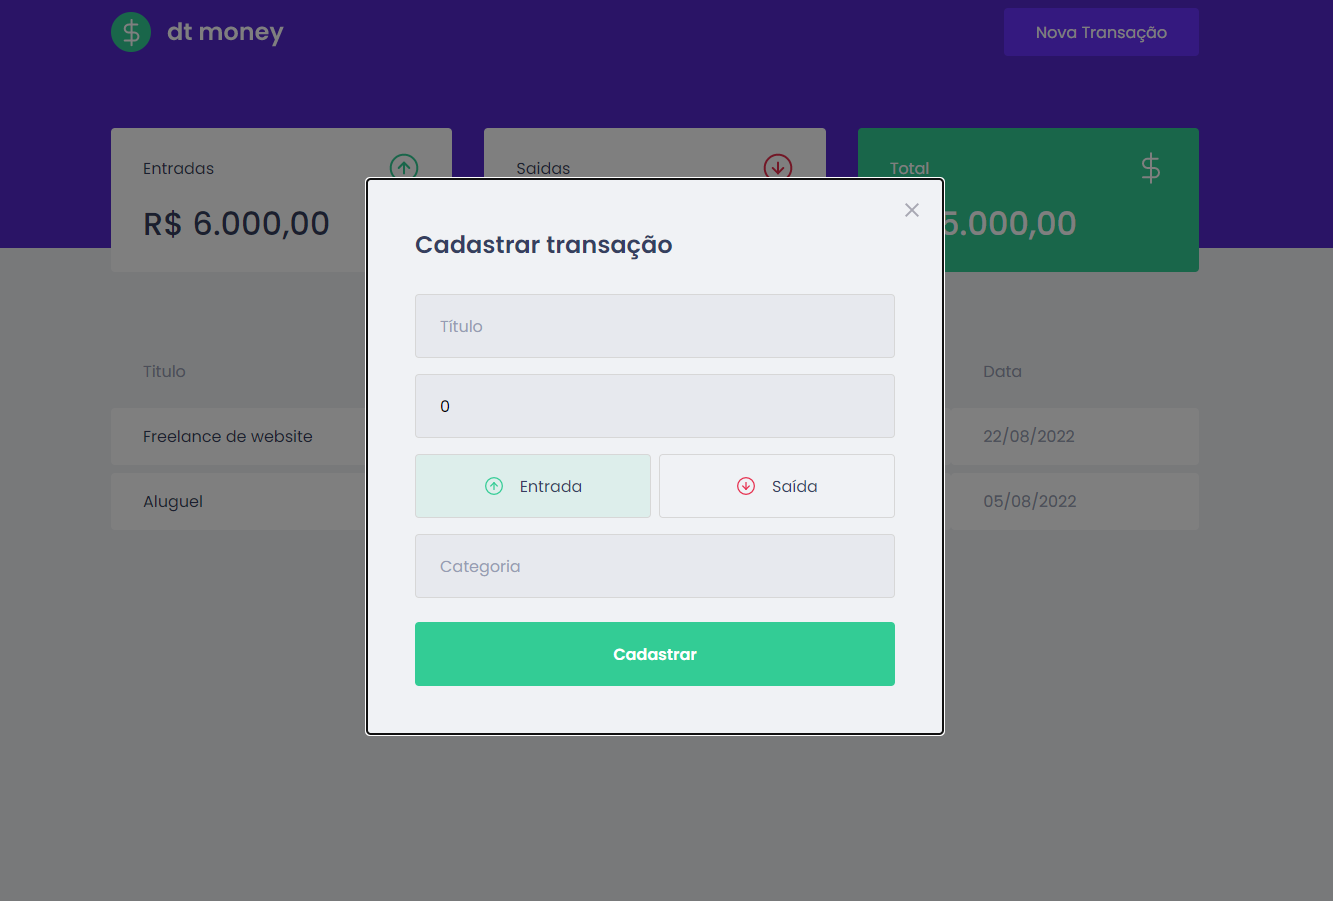 dt money
Nova Transação
Entradas
Saidas
Total
R$ 6.000,00
5.000,00
Cadastrar transação
Título
0
Entrada
Saída
Categoria
Cadastrar
Titulo
Data
Freelance de website
22/08/2022
Aluguel
05/08/2022